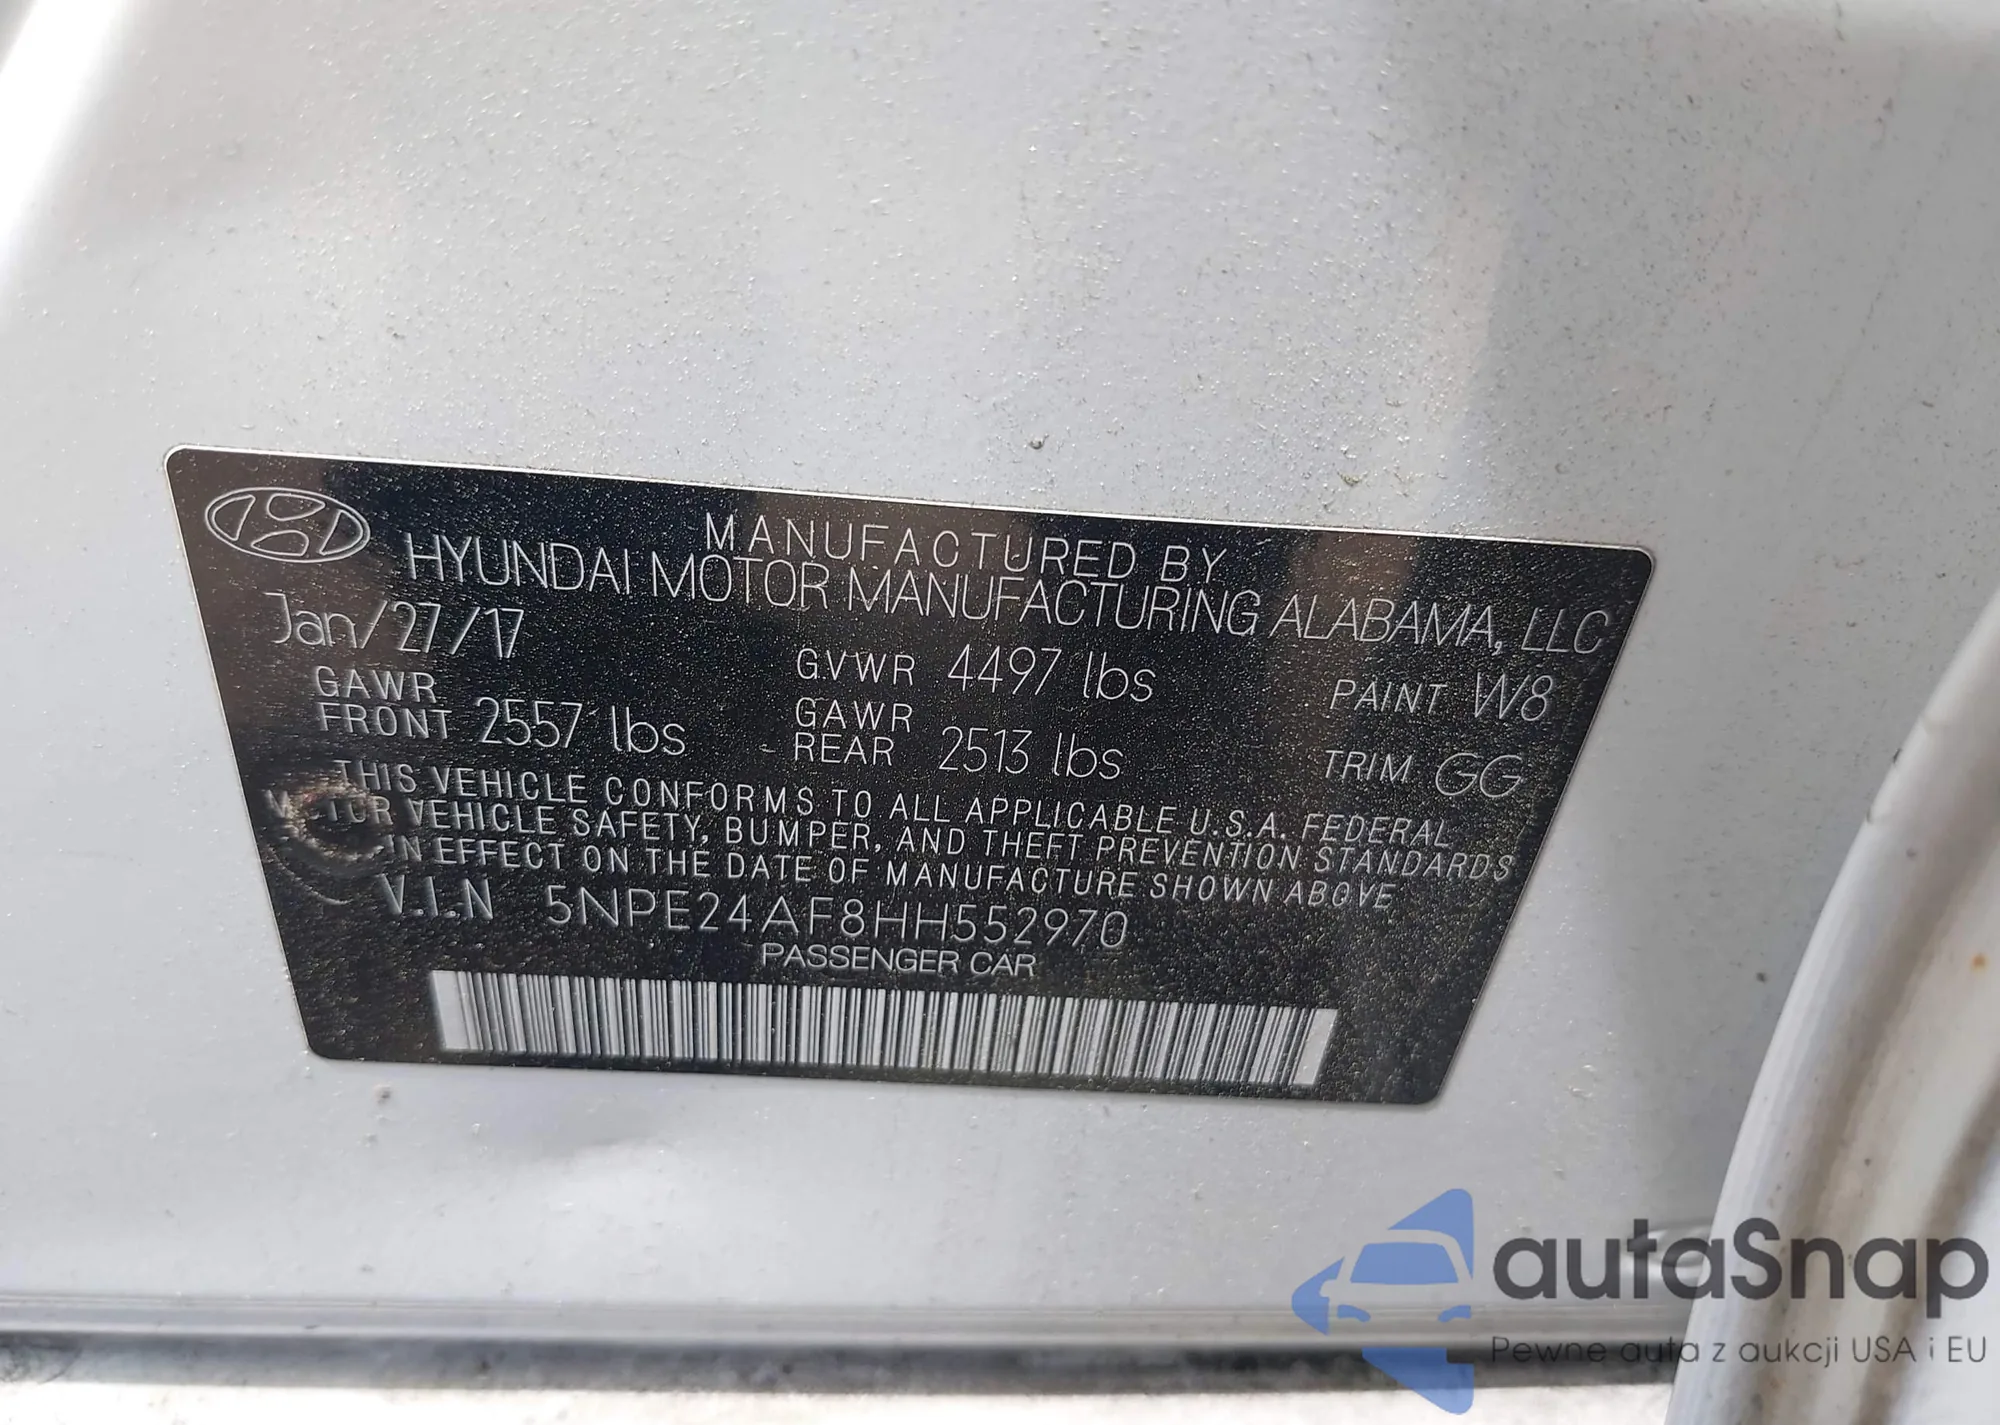 MANUFACTURED BY
HYUNDAI MOTOR MANUFACTURING ALABAMA, LLC
Jan/27/17 GVWR 4497 lbs PAINT W8
GAWR FRONT 2557 lbs GAWR REAR 2513 lbs TRIM GG
THIS VEHICLE CONFORMS TO ALL APPLICABLE U.S.A. FEDERAL
MOTOR VEHICLE SAFETY, BUMPER, AND THEFT PREVENTION STANDARDS
IN EFFECT ON THE DATE OF MANUFACTURE SHOWN ABOVE
V.I.N 5NPE24AF8HH552970
PASSENGER CAR
autaSnap
Pewne auta z aukcji USA i EU